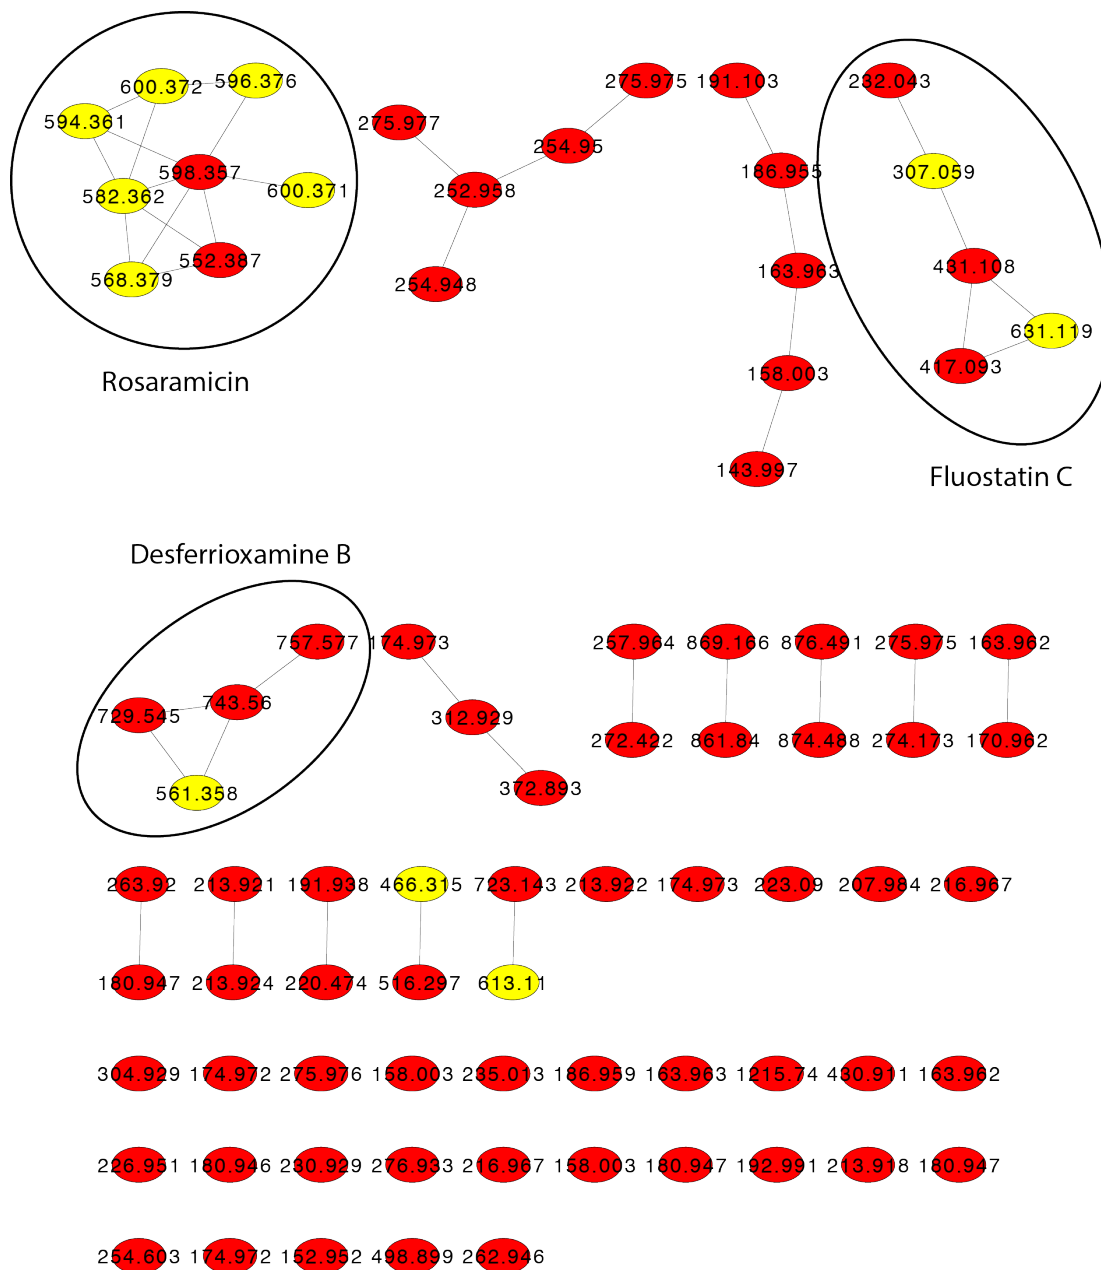 600.372 596.376
594.361
598.357
582.362 600.371
552.387
568.379
Rosaramicin
275.975
275.977
254.95
252.958
254.948
191.103
186.955
163.963
158.003
143.997
232.043
307.059
431.108
631.119
417.093
Fluostatin C
Desferrioxamine B
757.577
743.56
729.545
561.358
174.973
312.929
372.893
257.964 869.166 876.491 275.975 163.962
272.422 861.84 874.488 274.173 170.962
263.92 213.921 191.938 466.315 723.143 213.922 174.973 223.09 207.984 216.967
180.947 213.924 220.474 516.297 613.11
304.929 174.972 275.976 158.003 235.013 186.959 163.963 1215.74 430.911 163.962
226.951 180.946 230.929 276.933 216.967 158.003 180.947 192.991 213.918 180.947
254.603 174.972 152.952 498.899 262.946